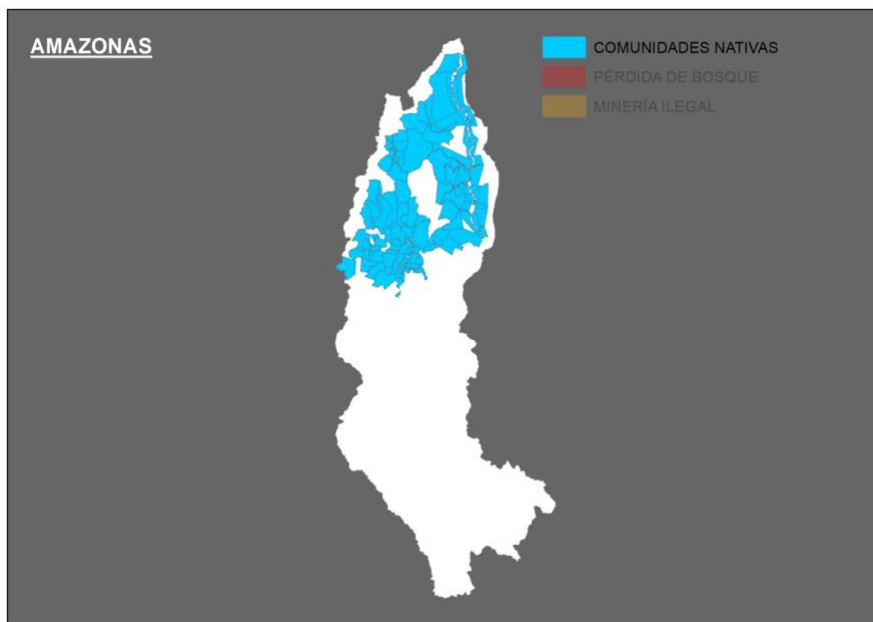 AMAZONAS
COMUNIDADES NATIVAS
PÉRDIDA DE BOSQUE
MINERÍA ILEGAL